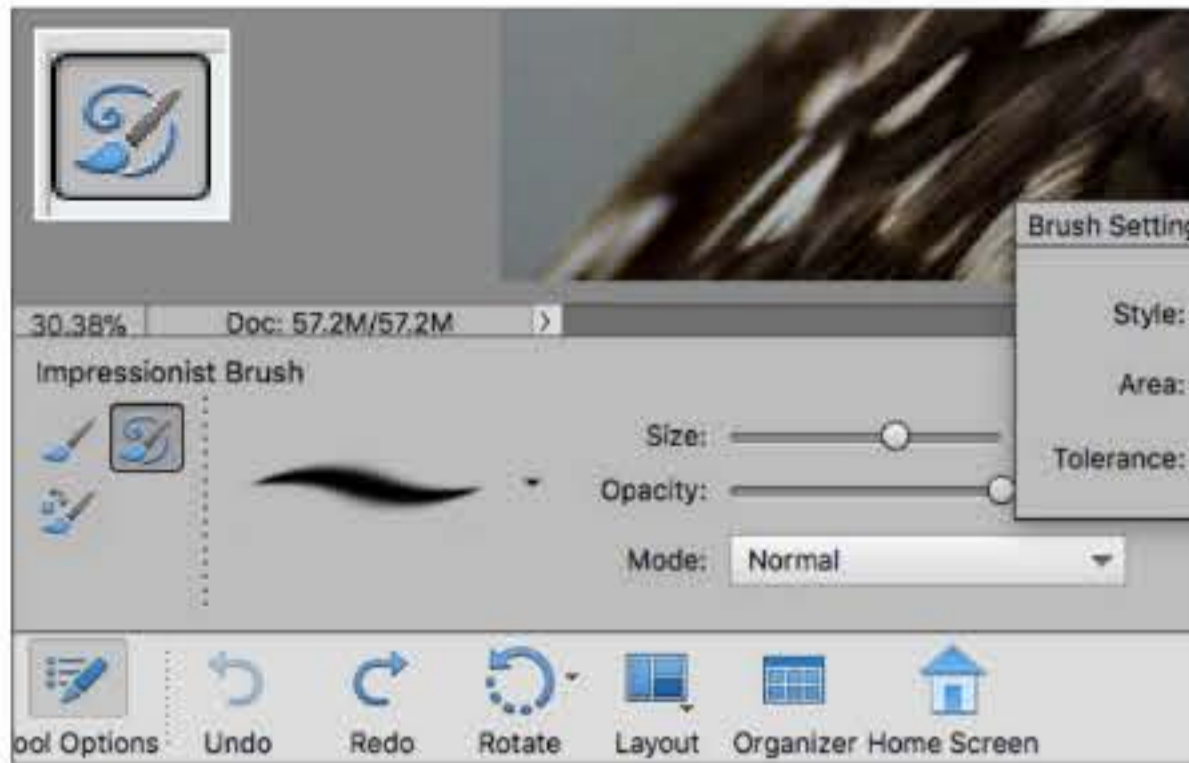 Brush Setting
Style:
30.38% Doc: 57.2M/57.2M >
Impressionist Brush
Area:
Size:
Tolerance:
Opacity:
Mode: Normal
ool Options Undo Redo Rotate Layout Organizer Home Screen